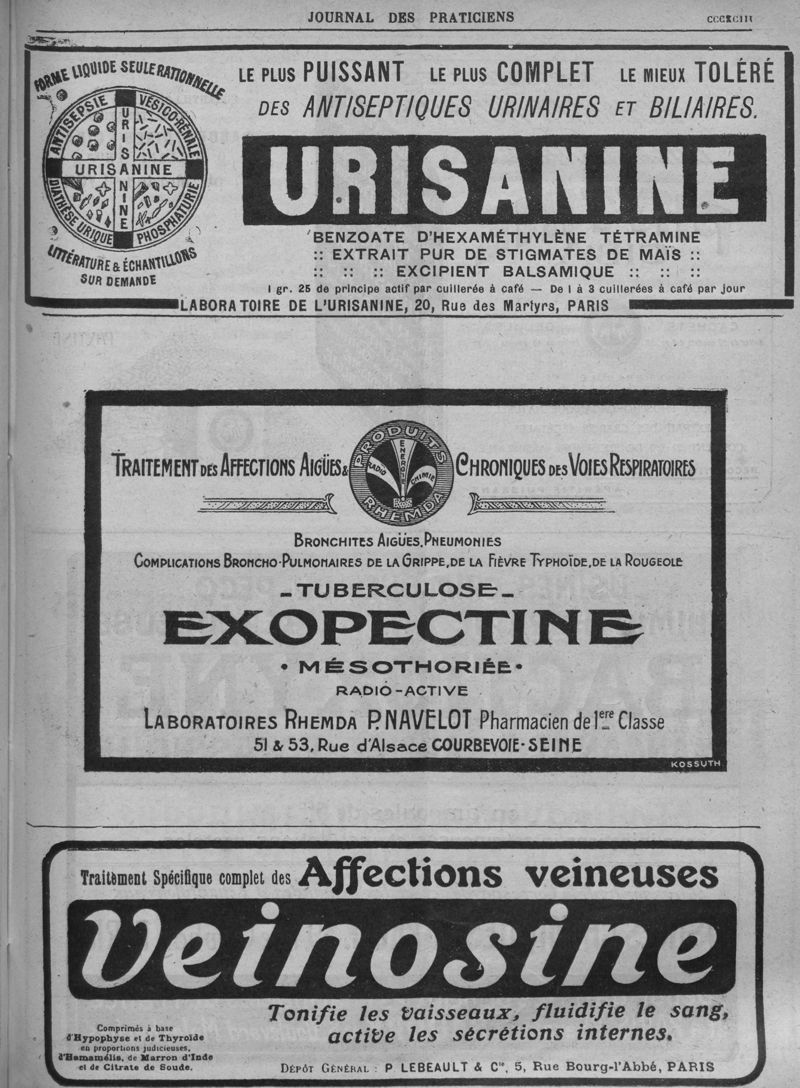 JOURNAL DES PRATICIENS
FORME LIQUIDE SEULE RATIONNELLE
ANTISEPSIE
VÉSICO-RÉNALE
URISANINE
URISANINE
DIATHÈSE URIQUE
PHOSPHATURIE
LITTÉRATURE & ÉCHANTILLONS
SUR DEMANDE
LE PLUS PUISSANT LE PLUS COMPLET LE MIEUX TOLÉRÉ
DES ANTISEPTIQUES URINAIRES ET BILIAIRES.
URISANINE
BENZOATE D'HEXAMÉTHYLÈNE TÉTRAMINE
:: EXTRAIT PUR DE STIGMATES DE MAÏS ::
:: :: :: EXCIPIENT BALSAMIQUE :: :: ::
1 gr. 25 de principe actif par cuillerée à café — De 1 à 3 cuillerées à café par jour
LABORATOIRE DE L'URISANINE, 20, Rue des Martyrs, PARIS
TRAITEMENT DES AFFECTIONS AIGÜES & CHRONIQUES DES VOIES RESPIRATOIRES
PRODUITS
RADIO
ENERGIE
CHIMIE
RHEMDA
BRONCHITES AIGÜES, PNEUMONIES
COMPLICATIONS BRONCHO-PULMONAIRES DE LA GRIPPE, DE LA FIÈVRE TYPHOÏDE, DE LA ROUGEOLE
_ TUBERCULOSE _
EXOPECTINE
• MÉSOTHORIÉE •
RADIO-ACTIVE
LABORATOIRES RHEMDA P. NAVELOT Pharmacien de 1ere Classe
51 & 53, Rue d'Alsace COURBEVOIE-SEINE
KOSSUTH
Traitement Spécifique complet des Affections veineuses
Veinosine
Tonifie les vaisseaux, fluidifie le sang,
active les sécrétions internes.
Comprimés à base
d'Hypophyse et de Thyroïde
en proportions judicieuses,
d'Hamamélis, de Marron d'Inde
et de Citrate de Soude.
DÉPÔT GÉNÉRAL : P LEBEAULT & Cie, 5, Rue Bourg-l'Abbé, PARIS